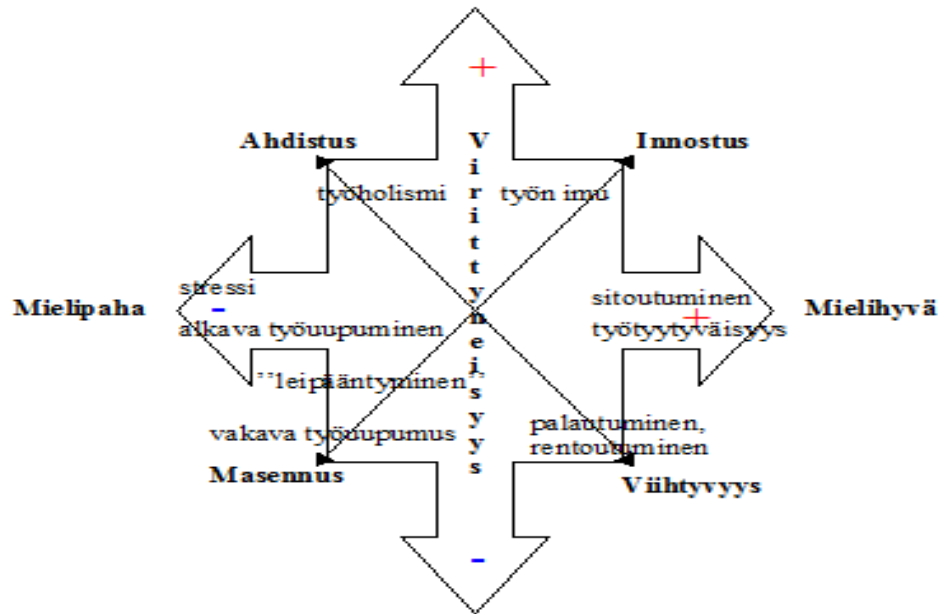 +
Ahdistus
Innostus
Virittyneisyys
työholismi
työn imu
Mielipaha
stressi
-
alkava työuupuminen
sitoutuminen
+
työtyytyväisyys
Mielihyvä
”leipääntyminen”
vakava työuupumus
palautuminen,
rentoutuminen
Masennus
Viihtyvyys
-